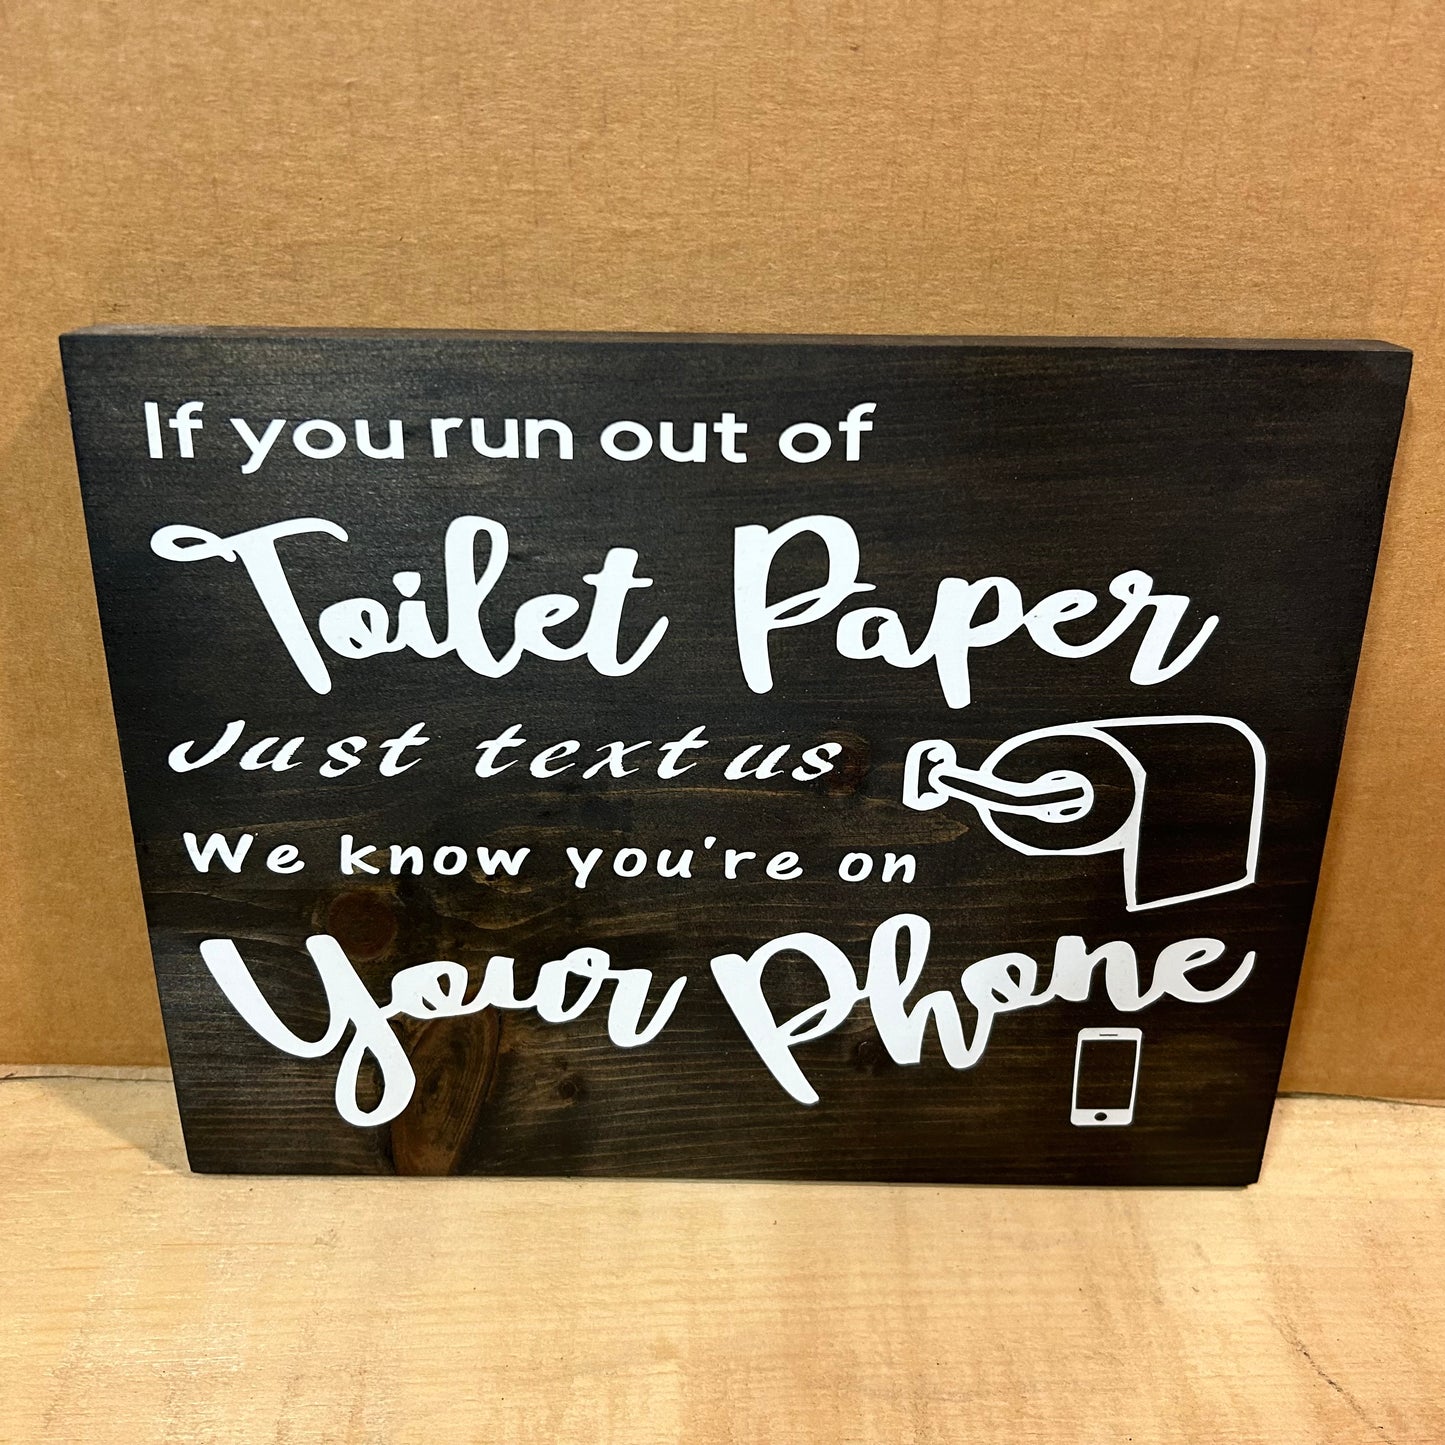 If you run out of
Toilet Paper
Just text us
We know you're on
Your Phone